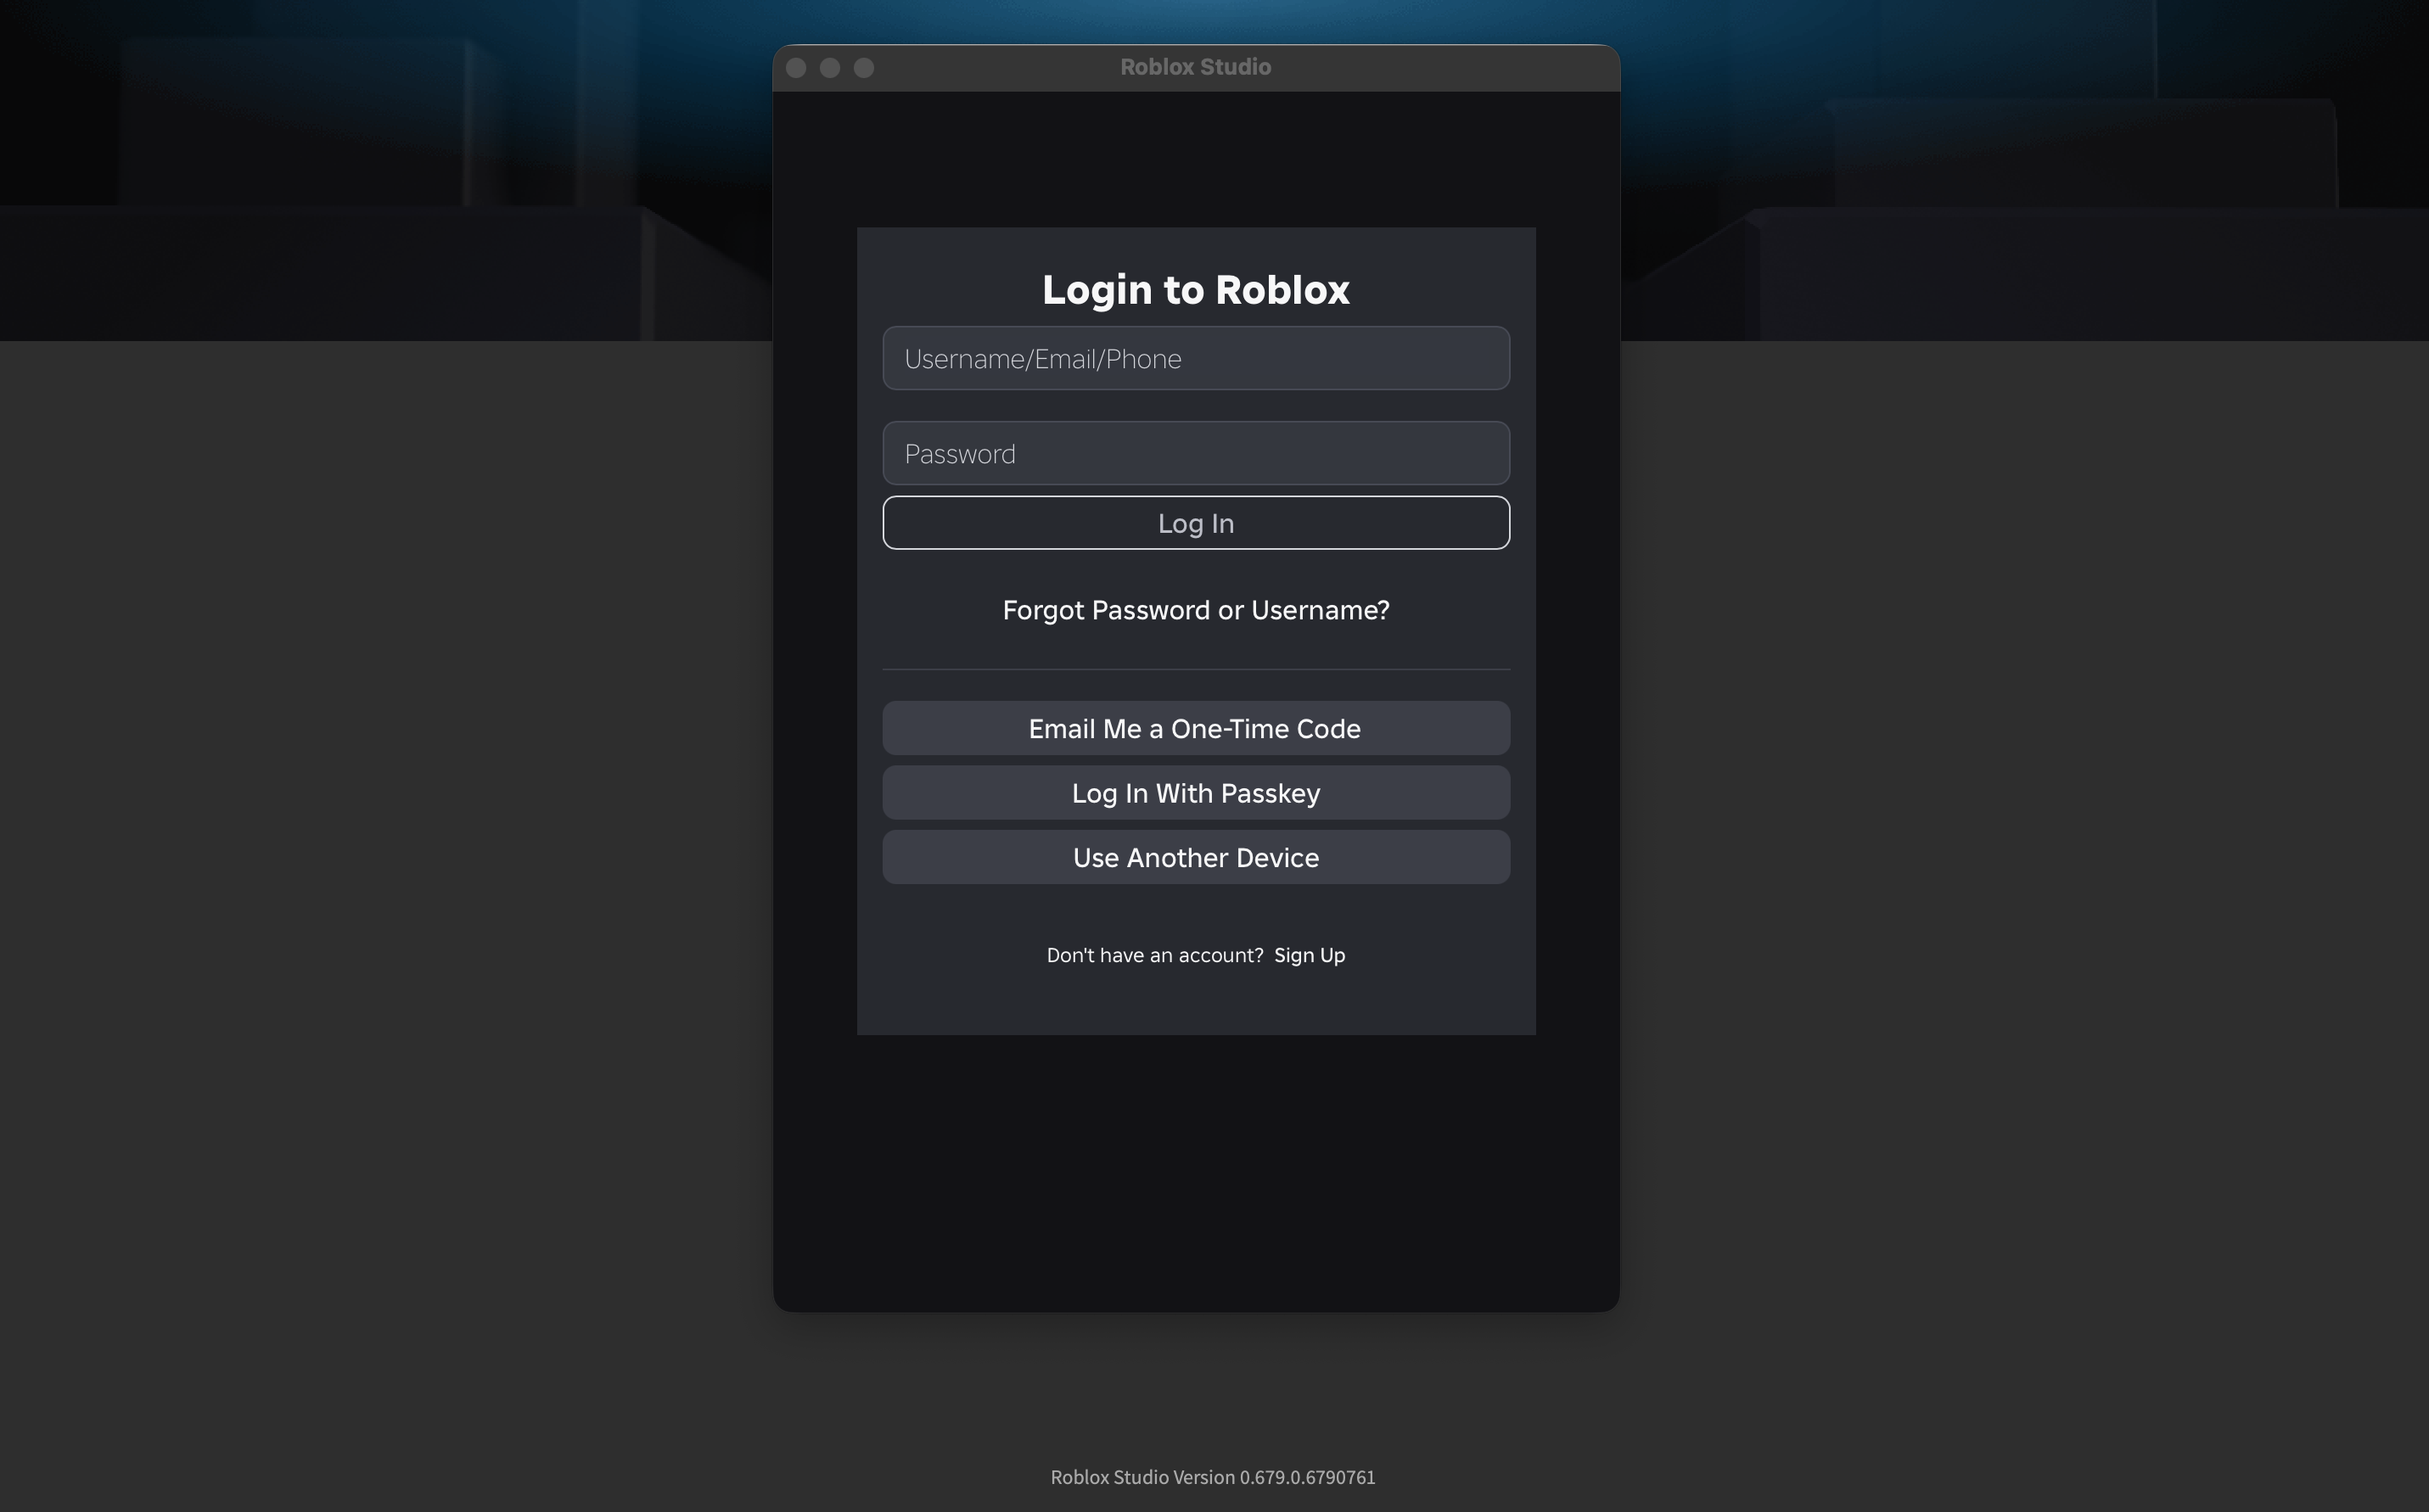 Roblox Studio
Login to Roblox
Username/Email/Phone
Password
Log In
Forgot Password or Username?
Email Me a One-Time Code
Log In With Passkey
Use Another Device
Don't have an account? Sign Up
Roblox Studio Version 0.679.0.6790761